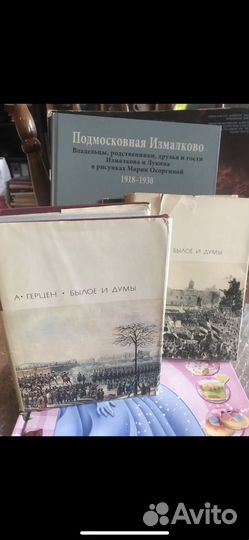 Подмосковная Измалково
Владельцы, родственники, друзья и гости
Измалкова и Лукина
в рисунках Марии Осоргиной
1918-1930
А • ГЕРЦЕН • БЫЛОЕ И ДУМЫ
БЫЛОЕ И ДУМЫ
Avito